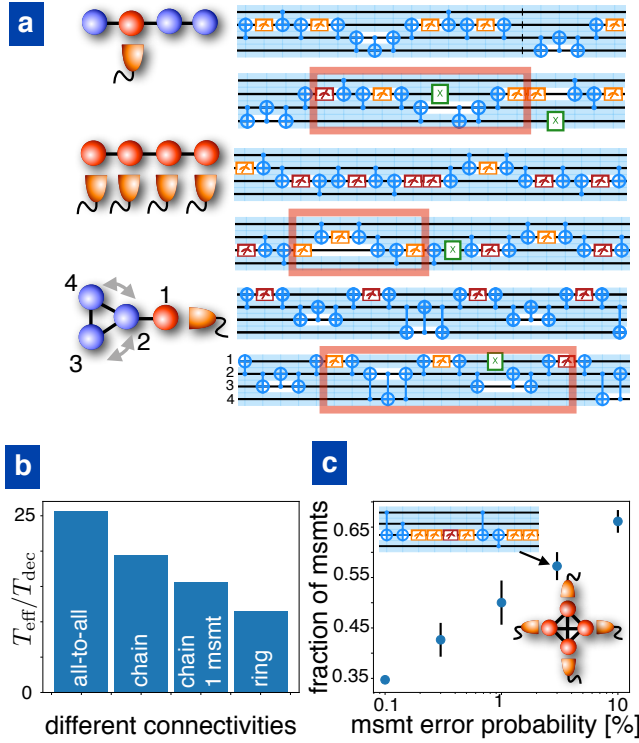 a
X
X
X
4
1
2
3
X
1
2
3
4
b
c
25
0
T_eff/T_dec
all-to-all
chain
chain
1 msmt
ring
different connectivities
fraction of msmts
0.65
0.55
0.45
0.35
0.1
1
10
msmt error probability [%]